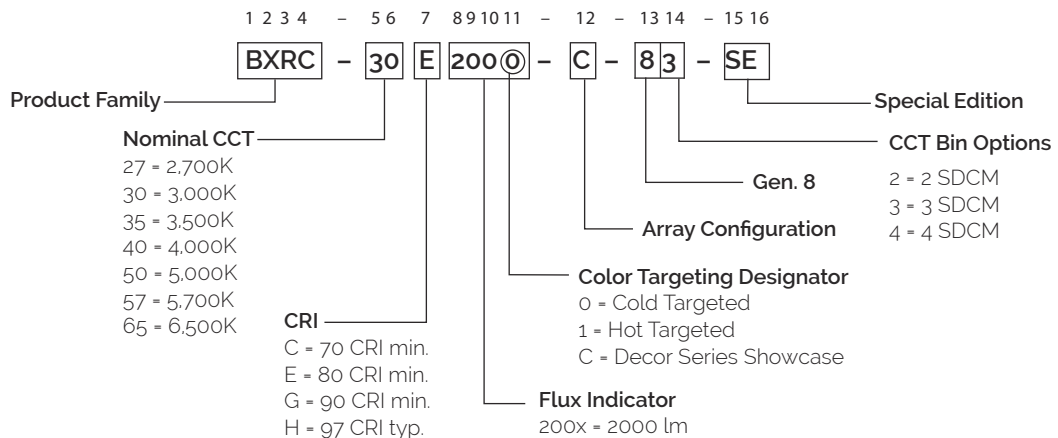 1 2 3 4 – 5 6 7 8 9 10 11 – 12 – 13 14 – 15 16
BXRC – 30 E 200 0 – C – 8 3 – SE
Product Family
Special Edition
Nominal CCT
27 = 2,700K
30 = 3,000K
35 = 3,500K
40 = 4,000K
50 = 5,000K
57 = 5,700K
65 = 6,500K
CCT Bin Options
2 = 2 SDCM
3 = 3 SDCM
4 = 4 SDCM
Gen. 8
Array Configuration
Color Targeting Designator
0 = Cold Targeted
1 = Hot Targeted
C = Decor Series Showcase
CRI
C = 70 CRI min.
E = 80 CRI min.
G = 90 CRI min.
H = 97 CRI typ.
Flux Indicator
200x = 2000 lm